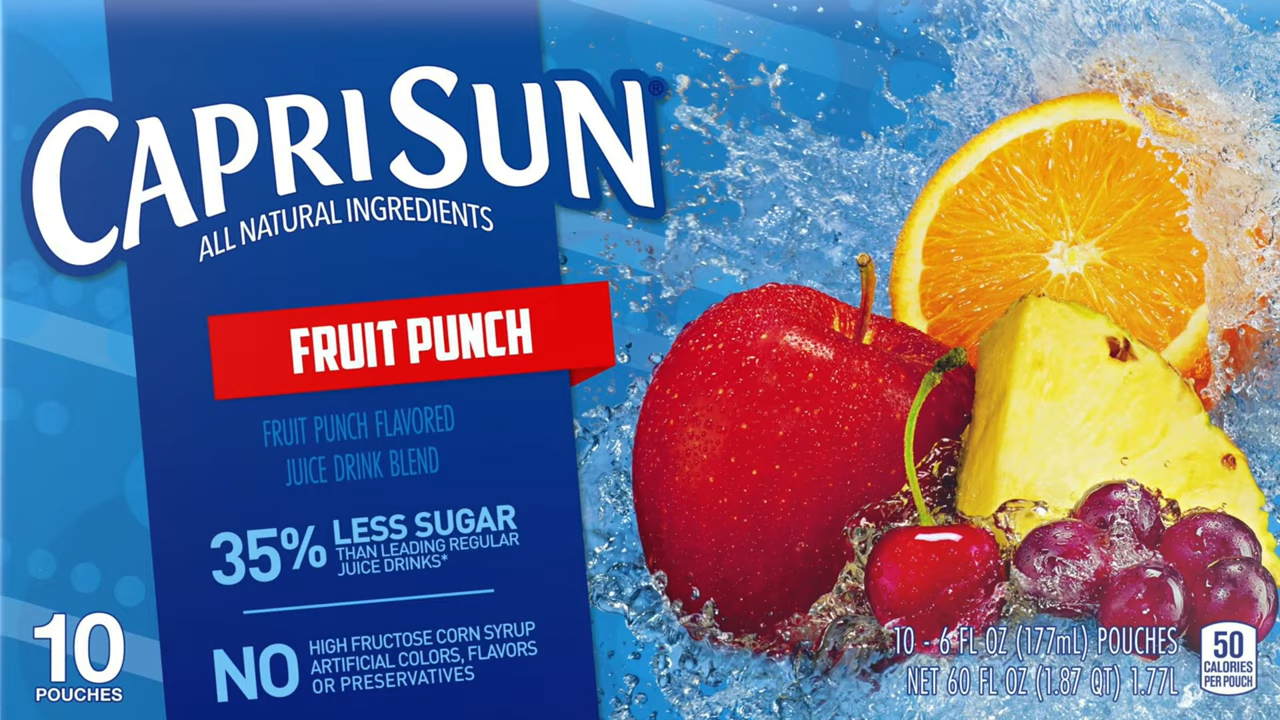 CAPRI SUN®
ALL NATURAL INGREDIENTS
FRUIT PUNCH
FRUIT PUNCH FLAVORED
JUICE DRINK BLEND
35% LESS SUGAR
THAN LEADING REGULAR
JUICE DRINKS*
NO HIGH FRUCTOSE CORN SYRUP
ARTIFICIAL COLORS, FLAVORS
OR PRESERVATIVES
10
POUCHES
10 - 6 FL OZ (177mL) POUCHES
NET 60 FL OZ (1.87 QT) 1.77L
50
CALORIES
PER POUCH